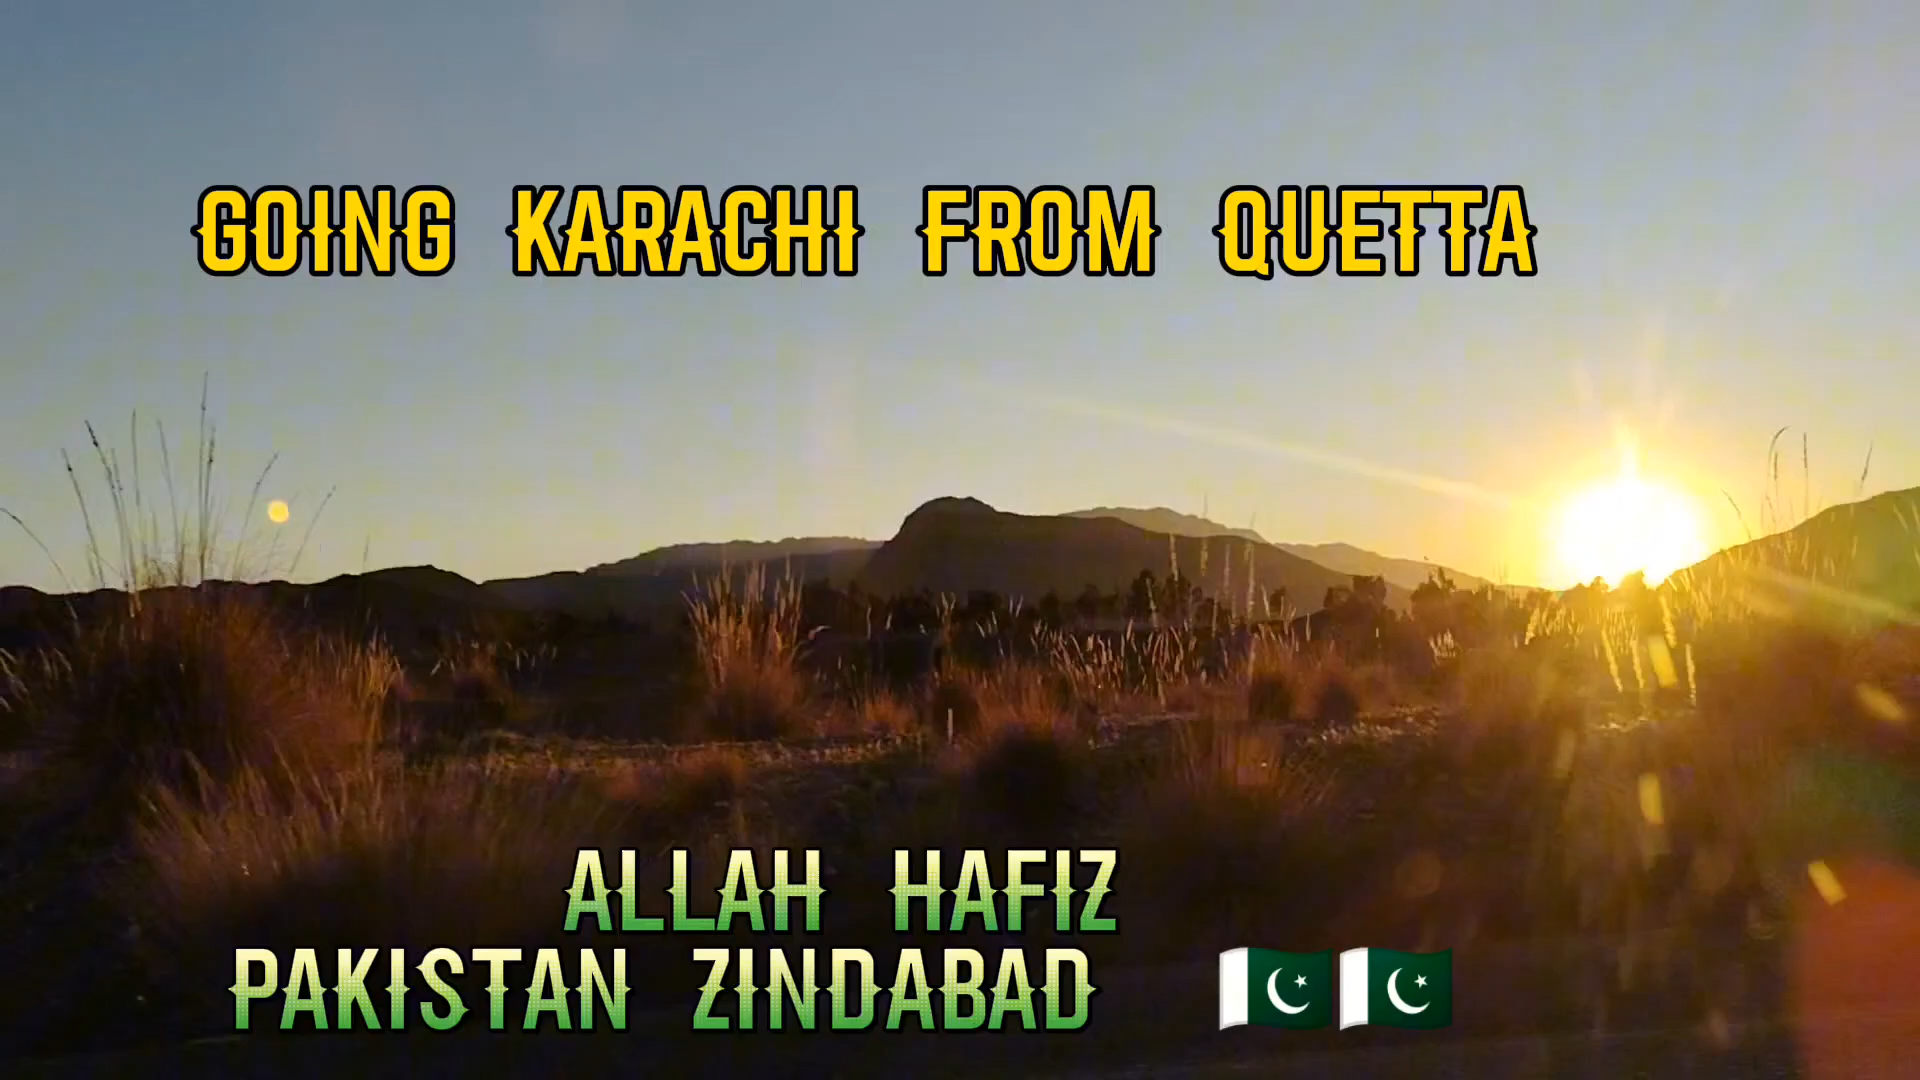 GOING KARACHI FROM QUETTA
ALLAH HAFIZ
PAKISTAN ZINDABAD 🇵🇰🇵🇰